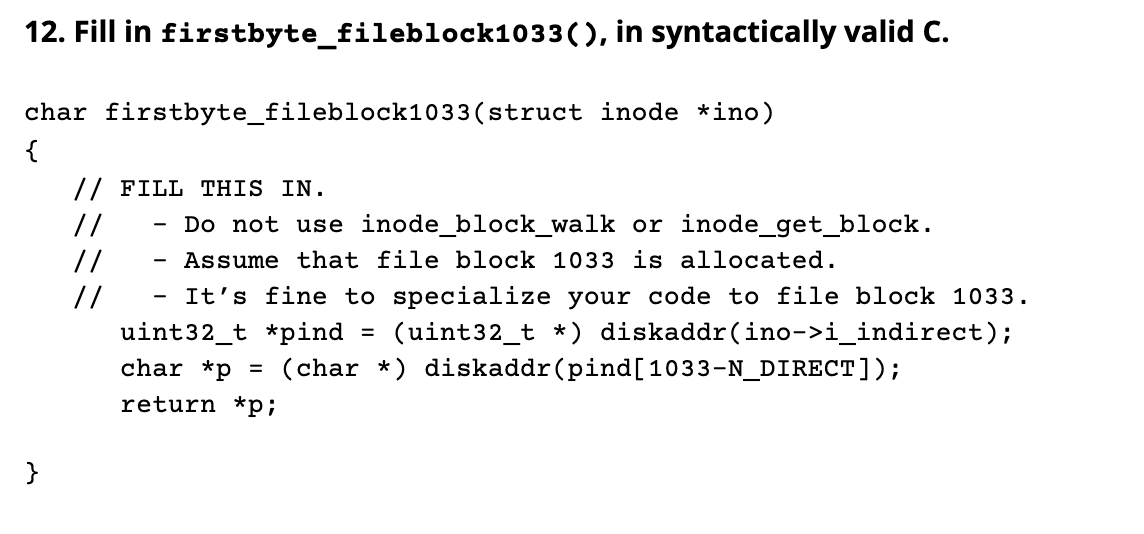 12. Fill in firstbyte_fileblock1033(), in syntactically valid C.
char firstbyte_fileblock1033(struct inode *ino)
{
// FILL THIS IN.
// - Do not use inode_block_walk or inode_get_block.
// - Assume that file block 1033 is allocated.
// - It’s fine to specialize your code to file block 1033.
uint32_t *pind = (uint32_t *) diskaddr(ino->i_indirect);
char *p = (char *) diskaddr(pind[1033-N_DIRECT]);
return *p;
}